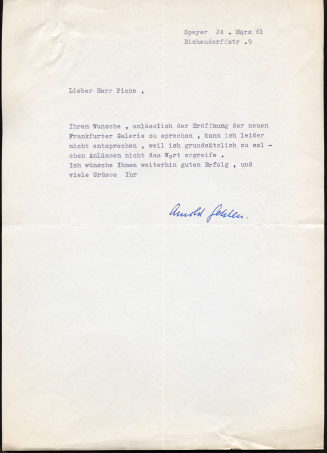 Speyer 24 . März 61
Eichendorffstr .9
Lieber Herr Piene ,
Ihrem Wunsche , anlässlich der Eröffnung der neuen
Frankfurter Galerie zu sprechen , kann ich leider
nicht entsprechen , weil ich grundsätzlich zu sol -
chen Anlässen nicht das Wort ergreife .
Ich wünsche Ihnen weiterhin guten Erfolg , und
viele Grüsse Ihr
Arnold Gehlen.